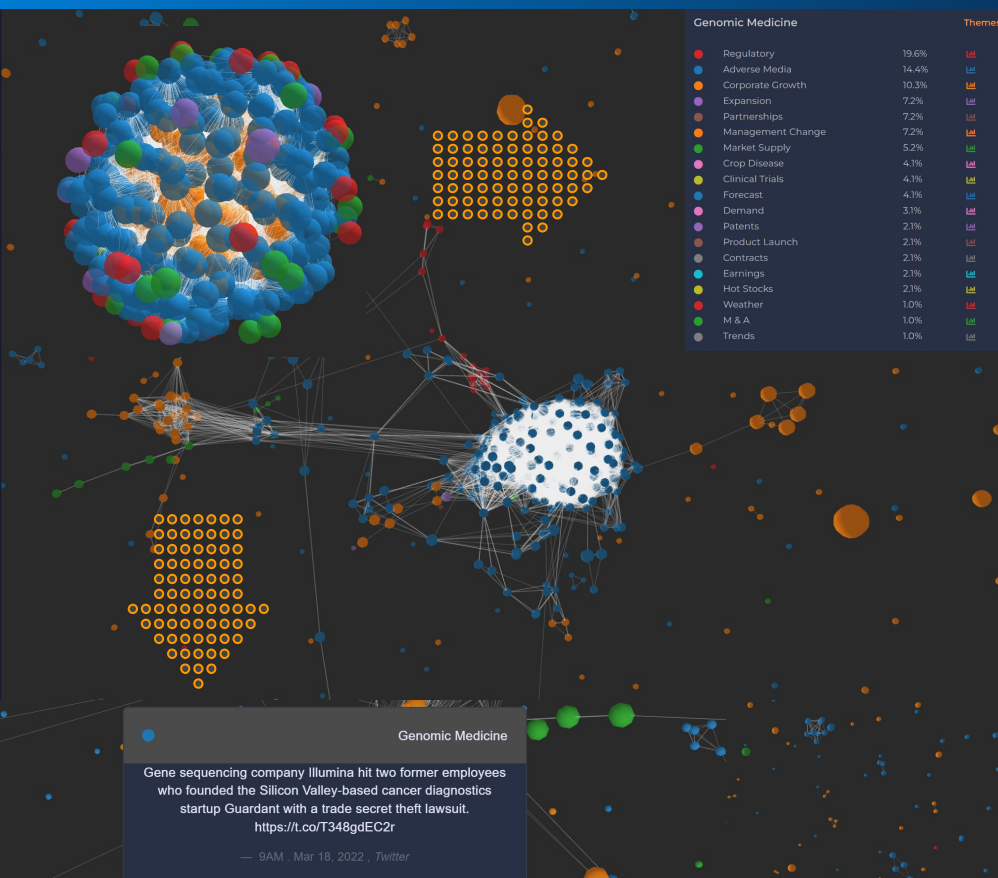 Genomic Medicine Themes
Regulatory 19.6%
Adverse Media 14.4%
Corporate Growth 10.3%
Expansion 7.2%
Partnerships 7.2%
Management Change 7.2%
Market Supply 5.2%
Crop Disease 4.1%
Clinical Trials 4.1%
Forecast 4.1%
Demand 3.1%
Patents 2.1%
Product Launch 2.1%
Contracts 2.1%
Earnings 2.1%
Hot Stocks 2.1%
Weather 1.0%
M & A 1.0%
Trends 1.0%
Genomic Medicine
Gene sequencing company Illumina hit two former employees
who founded the Silicon Valley-based cancer diagnostics
startup Guardant with a trade secret theft lawsuit.
https://t.co/T348gdEC2r
— 9AM . Mar 18, 2022 , Twitter